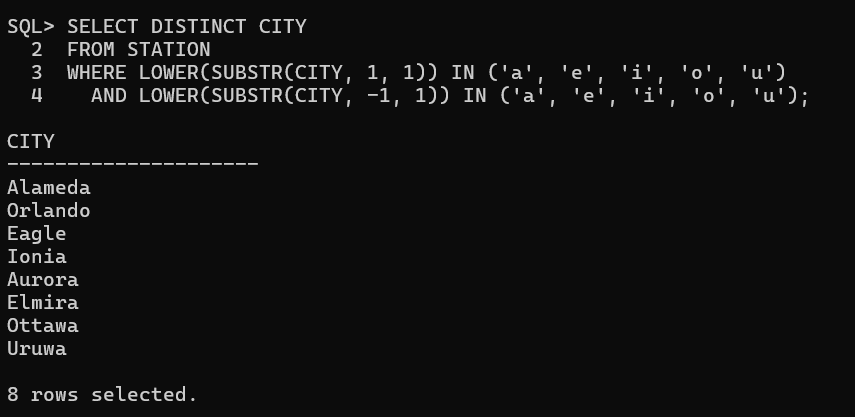 SQL> SELECT DISTINCT CITY
  2  FROM STATION
  3  WHERE LOWER(SUBSTR(CITY, 1, 1)) IN ('a', 'e', 'i', 'o', 'u')
  4    AND LOWER(SUBSTR(CITY, -1, 1)) IN ('a', 'e', 'i', 'o', 'u');
CITY
---------------------
Alameda
Orlando
Eagle
Ionia
Aurora
Elmira
Ottawa
Uruwa
8 rows selected.